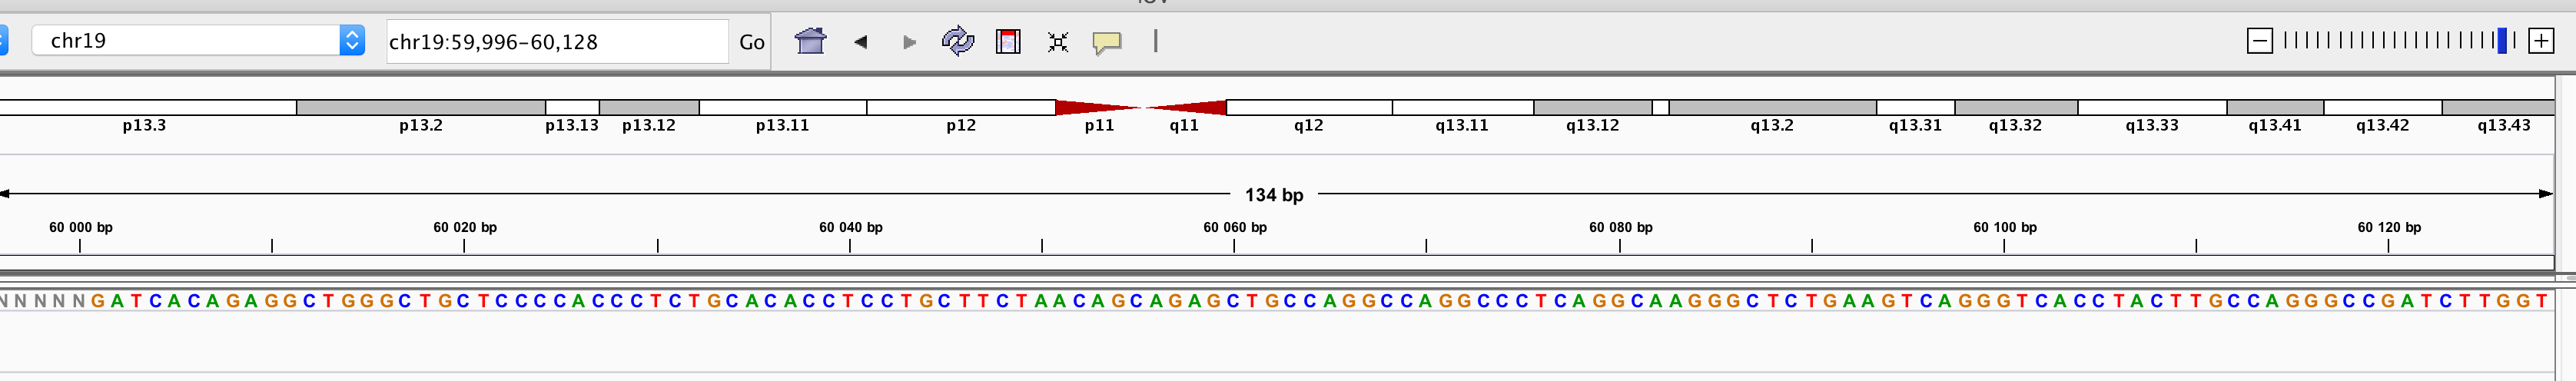 chr19
chr19:59,996-60,128
Go
p13.3 p13.2 p13.13 p13.12 p13.11 p12 p11 q11 q12 q13.11 q13.12 q13.2 q13.31 q13.32 q13.33 q13.41 q13.42 q13.43
134 bp
60 000 bp 60 020 bp 60 040 bp 60 060 bp 60 080 bp 60 100 bp 60 120 bp
N N N N N G A T C A C A G A G G C T G G G C T G C T C C C C A C C C T C T G C A C A C C T C C T G C T T C T A A C A G C A G A G C T G C C A G G C C A G G C C C T C A G G C A A G G G C T C T G A A G T C A G G G T C A C C T A C T T G C C A G G G C C G A T C T T G G T